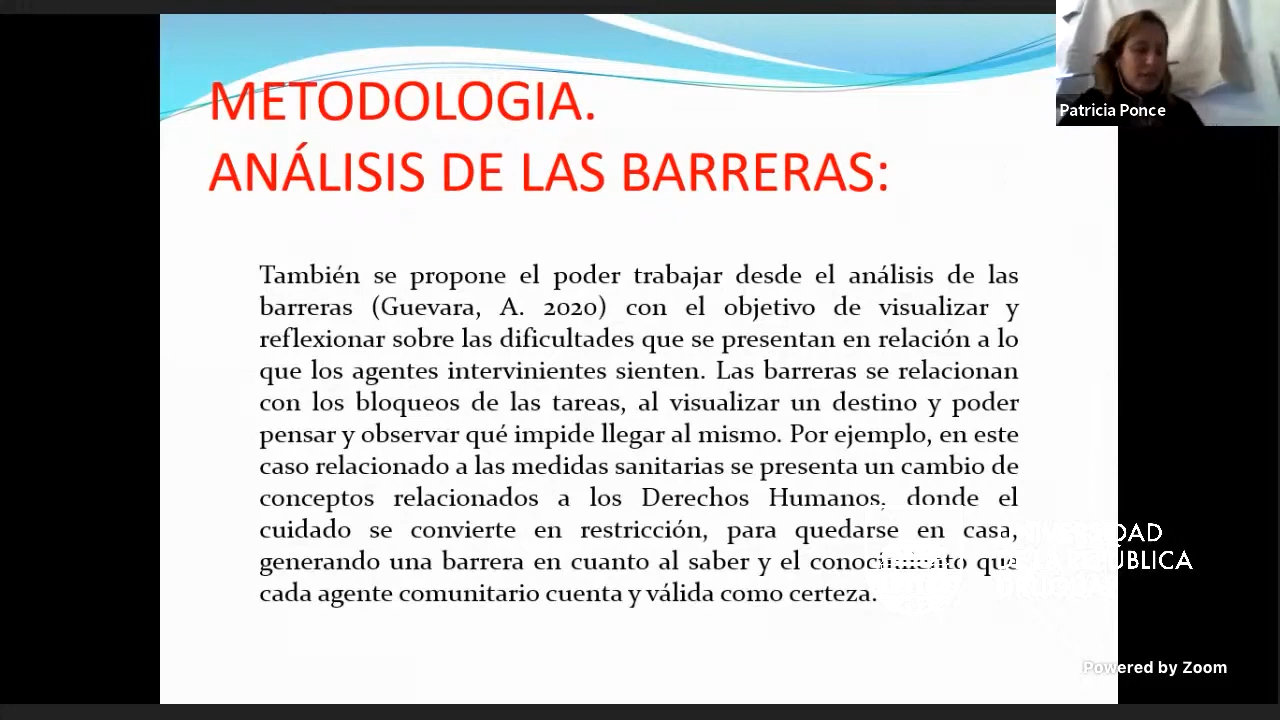 METODOLOGIA.
ANÁLISIS DE LAS BARRERAS:
Patricia Ponce
También se propone el poder trabajar desde el análisis de las
barreras (Guevara, A. 2020) con el objetivo de visualizar y
reflexionar sobre las dificultades que se presentan en relación a lo
que los agentes intervinientes sienten. Las barreras se relacionan
con los bloqueos de las tareas, al visualizar un destino y poder
pensar y observar qué impide llegar al mismo. Por ejemplo, en este
caso relacionado a las medidas sanitarias se presenta un cambio de
conceptos relacionados a los Derechos Humanos, donde el
cuidado se convierte en restricción, para quedarse en casa,
generando una barrera en cuanto al saber y el conocimiento que
cada agente comunitario cuenta y válida como certeza.
UNIVERSIDAD
DE LA REPÚBLICA
URUGUAY
Powered by Zoom